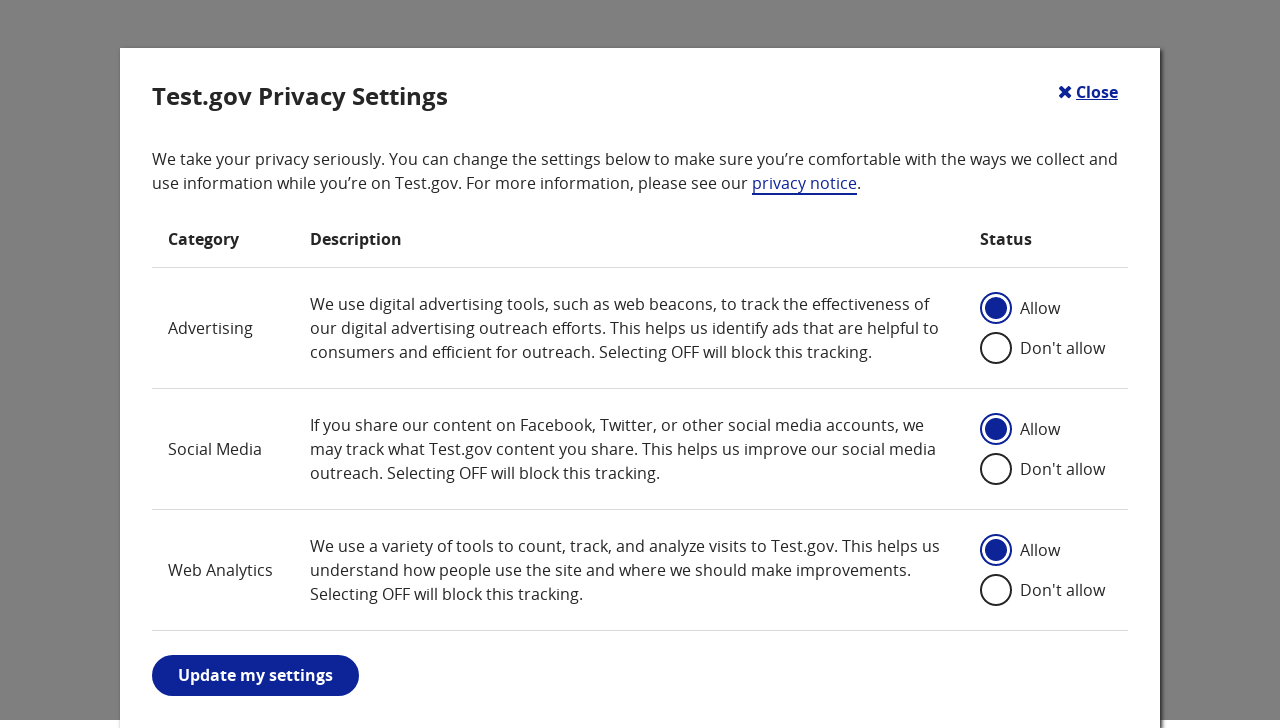 Test.gov Privacy Settings
✖ Close
We take your privacy seriously. You can change the settings below to make sure you’re comfortable with the ways we collect and
use information while you’re on Test.gov. For more information, please see our privacy notice.
Category Description Status
We use digital advertising tools, such as web beacons, to track the effectiveness of
our digital advertising outreach efforts. This helps us identify ads that are helpful to
consumers and efficient for outreach. Selecting OFF will block this tracking.
Advertising
Allow
Don't allow
If you share our content on Facebook, Twitter, or other social media accounts, we
may track what Test.gov content you share. This helps us improve our social media
outreach. Selecting OFF will block this tracking.
Social Media
Allow
Don't allow
We use a variety of tools to count, track, and analyze visits to Test.gov. This helps us
understand how people use the site and where we should make improvements.
Selecting OFF will block this tracking.
Web Analytics
Allow
Don't allow
Update my settings